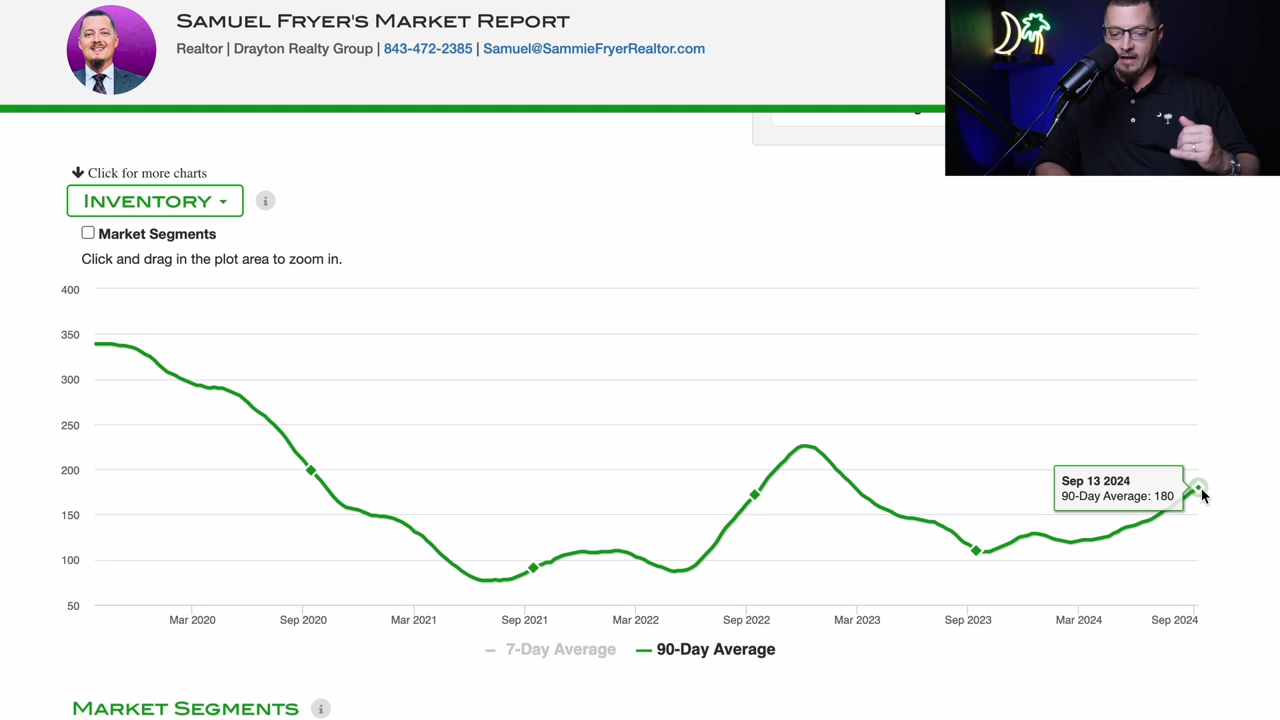 SAMUEL FRYER'S MARKET REPORT
Realtor | Drayton Realty Group | 843-472-2385 | Samuel@SammieFryerRealtor.com
Click for more charts
INVENTORY
Market Segments
Click and drag in the plot area to zoom in.
400
350
300
250
200
150
100
50
Sep 13 2024
90-Day Average: 180
Mar 2020
Sep 2020
Mar 2021
Sep 2021
Mar 2022
Sep 2022
Mar 2023
Sep 2023
Mar 2024
Sep 2024
7-Day Average
90-Day Average
MARKET SEGMENTS